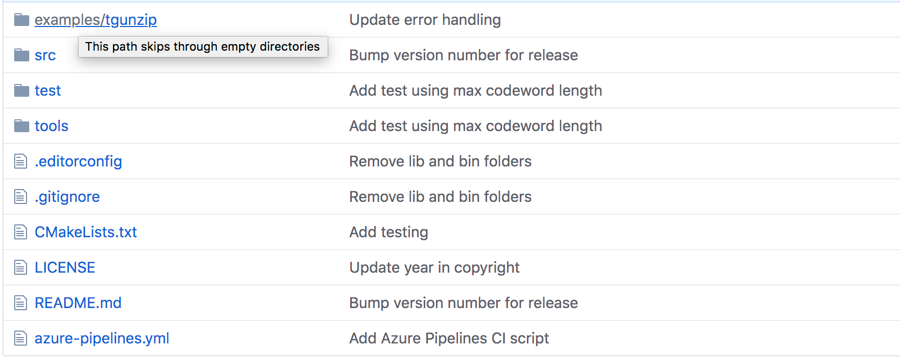 examples/tgunzip Update error handling
This path skips through empty directories
src Bump version number for release
test Add test using max codeword length
tools Add test using max codeword length
.editorconfig Remove lib and bin folders
.gitignore Remove lib and bin folders
CMakeLists.txt Add testing
LICENSE Update year in copyright
README.md Bump version number for release
azure-pipelines.yml Add Azure Pipelines CI script